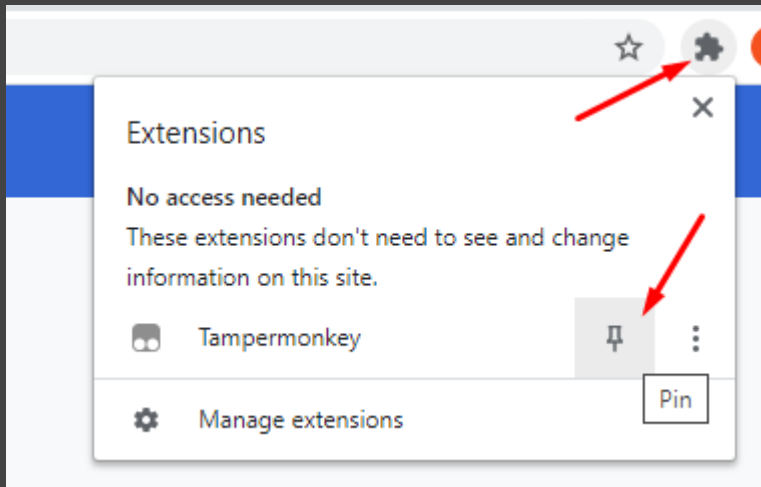 Extensions
No access needed
These extensions don't need to see and change
information on this site.
Tampermonkey
Pin
Manage extensions